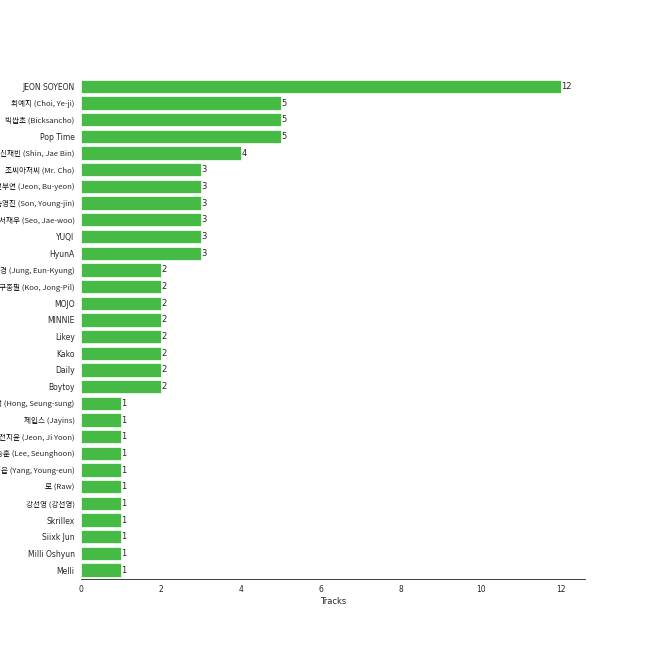 JEON SOYEON 12
최예지 (Choi, Ye-ji) 5
빅싼초 (Bicksancho) 5
Pop Time 5
신재빈 (Shin, Jae Bin) 4
조씨아저씨 (Mr. Cho) 3
부연 (Jeon, Bu-yeon) 3
영진 (Son, Young-jin) 3
서재우 (Seo, Jae-woo) 3
YUQI 3
HyunA 3
경 (Jung, Eun-Kyung) 2
구종필 (Koo, Jong-Pil) 2
MOJO 2
MINNIE 2
Likey 2
Kako 2
Daily 2
Boytoy 2
(Hong, Seung-sung) 1
제인스 (Jayins) 1
전지윤 (Jeon, Ji Yoon) 1
훈 (Lee, Seunghoon) 1
(Yang, Young-eun) 1
로 (Raw) 1
강선영 (강선영) 1
Skrillex 1
Siixk Jun 1
Milli Oshyun 1
Melli 1
0 2 4 6 8 10 12
Tracks